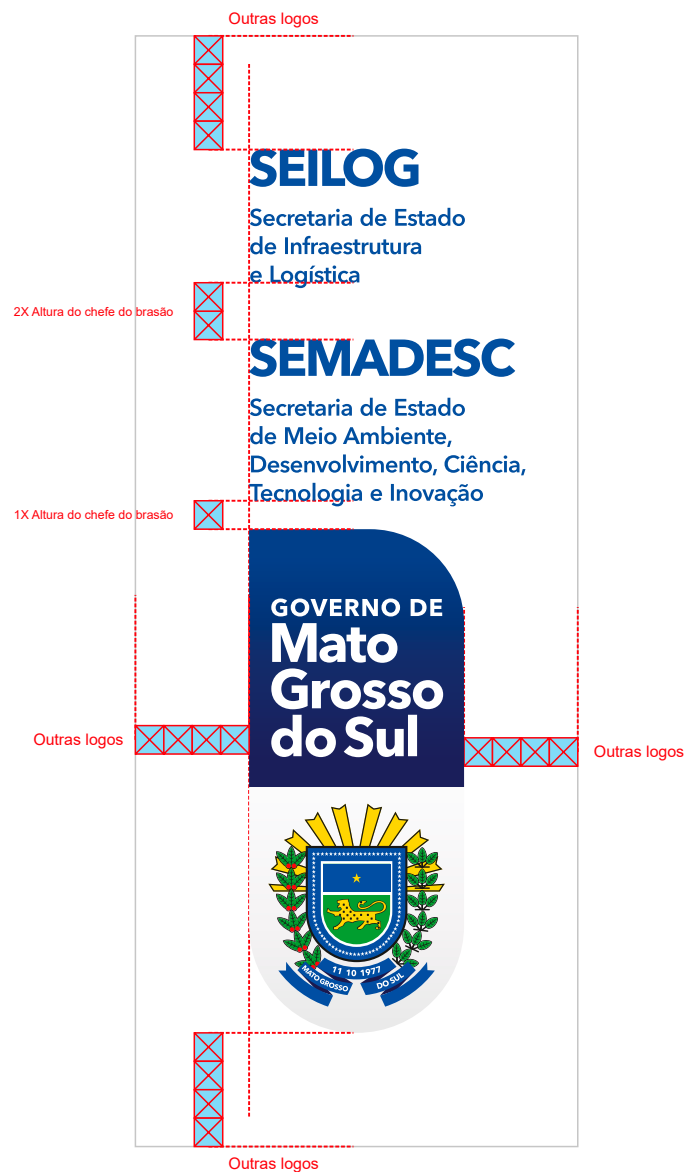 Outras logos
SEILOG
Secretaria de Estado
de Infraestrutura
e Logística
2X Altura do chefe do brasão
SEMADESC
Secretaria de Estado
de Meio Ambiente,
Desenvolvimento, Ciência,
Tecnologia e Inovação
1X Altura do chefe do brasão
GOVERNO DE
Mato
Grosso
do Sul
Outras logos
Outras logos
11 10 1977
MATO GROSSO
DO SUL
Outras logos